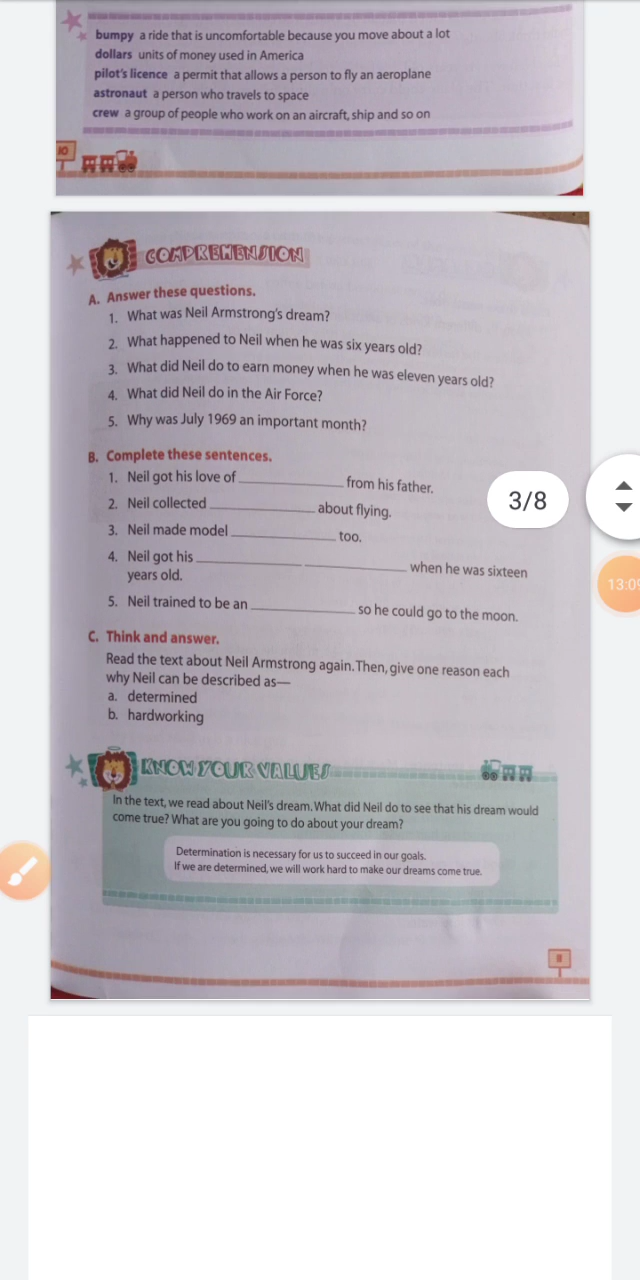 bumpy a ride that is uncomfortable because you move about a lot
dollars units of money used in America
pilot's licence a permit that allows a person to fly an aeroplane
astronaut a person who travels to space
crew a group of people who work on an aircraft, ship and so on
10
COMPREHENSION
A. Answer these questions.
1. What was Neil Armstrong's dream?
2. What happened to Neil when he was six years old?
3. What did Neil do to earn money when he was eleven years old?
4. What did Neil do in the Air Force?
5. Why was July 1969 an important month?
B. Complete these sentences.
1. Neil got his love of ____________ from his father.
2. Neil collected ____________ about flying.
3. Neil made model ____________ too.
4. Neil got his ____________ ____________ when he was sixteen
years old.
5. Neil trained to be an ____________ so he could go to the moon.
3/8
13:09
C. Think and answer.
Read the text about Neil Armstrong again. Then, give one reason each
why Neil can be described as—
a. determined
b. hardworking
KNOW YOUR VALUES
In the text, we read about Neil's dream. What did Neil do to see that his dream would
come true? What are you going to do about your dream?
Determination is necessary for us to succeed in our goals.
If we are determined, we will work hard to make our dreams come true.